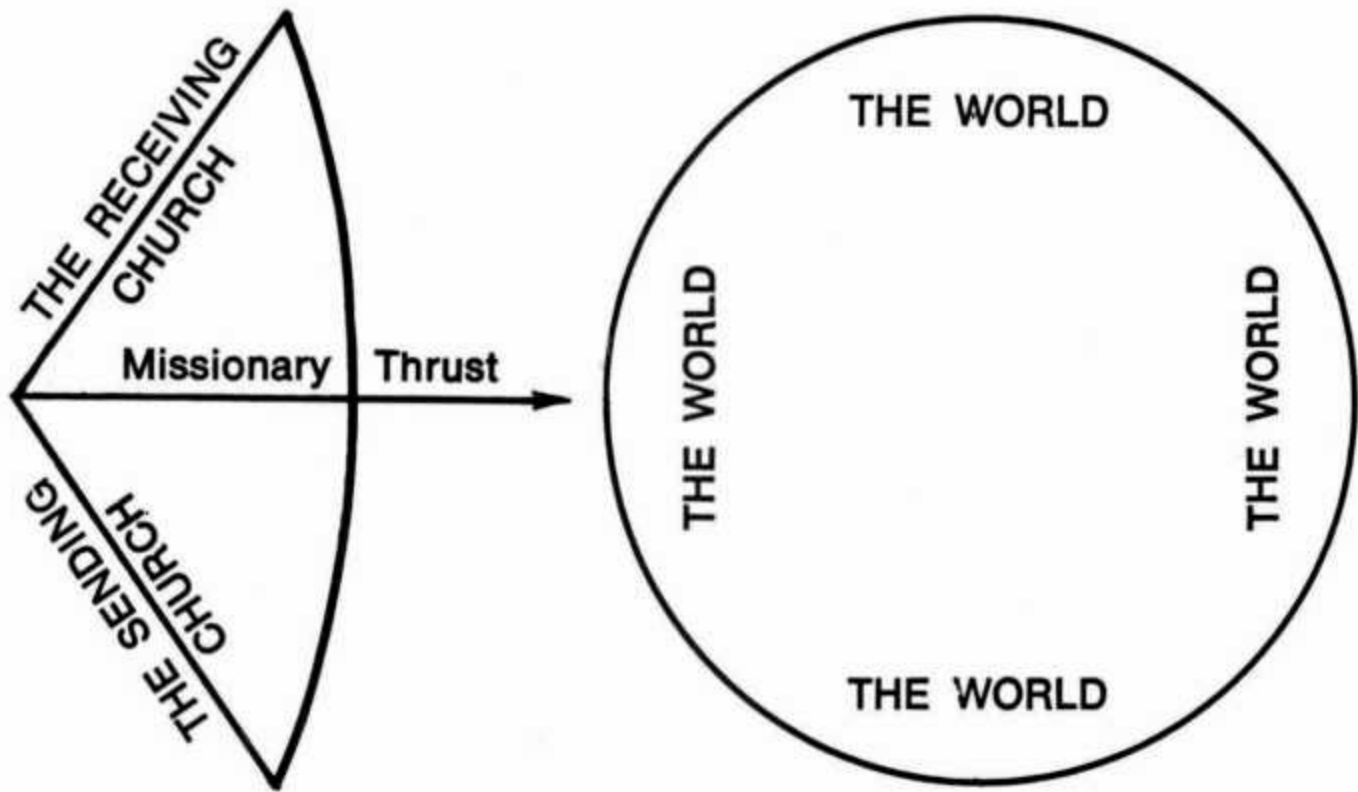 THE RECEIVING
CHURCH
Missionary Thrust
THE SENDING
CHURCH
THE WORLD
THE WORLD
THE WORLD
THE WORLD